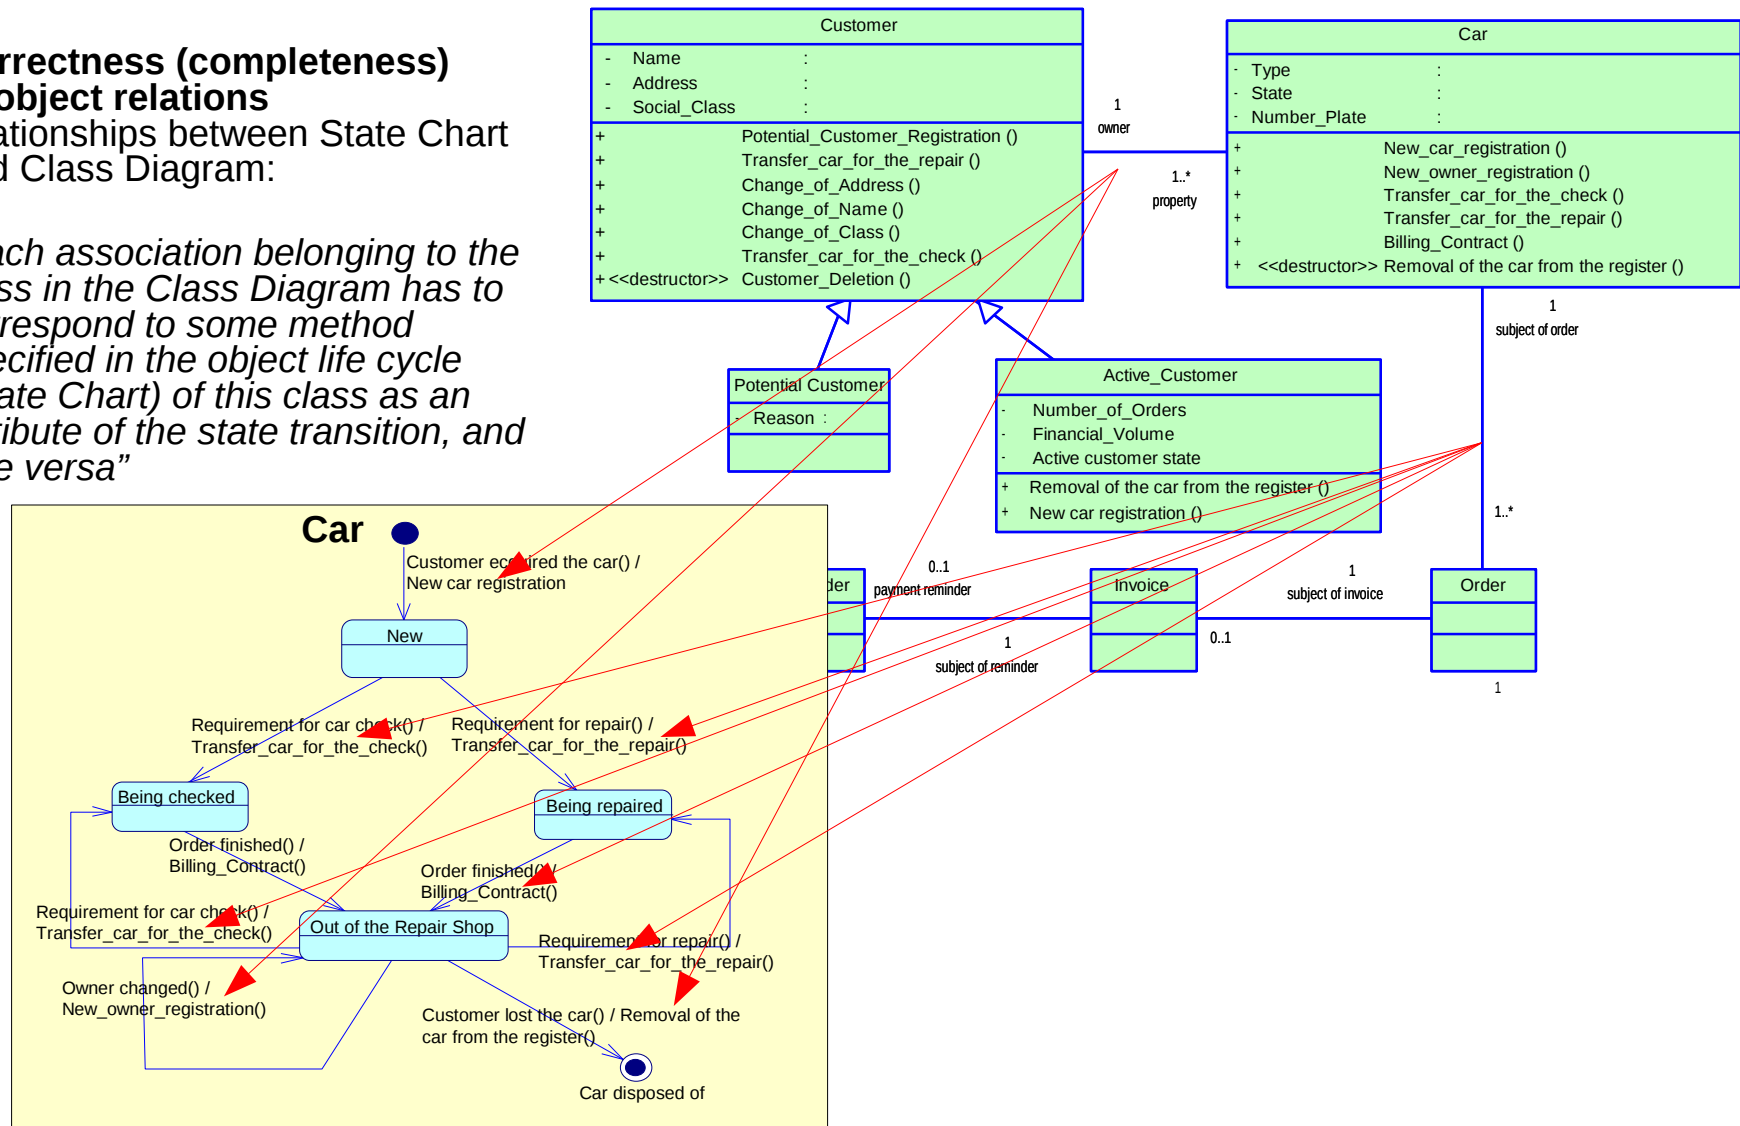 rrectness (completeness)
object relations
ationships between State Chart
d Class Diagram:
ach association belonging to the
ss in the Class Diagram has to
rrespond to some method
ecified in the object life cycle
ate Chart) of this class as an
ribute of the state transition, and
e versa”
Customer
- Name :
- Address :
- Social_Class :
+ Potential_Customer_Registration ()
+ Transfer_car_for_the_repair ()
+ Change_of_Address ()
+ Change_of_Name ()
+ Change_of_Class ()
+ Transfer_car_for_the_check ()
+ <<destructor>> Customer_Deletion ()
1
owner
1..*
property
Car
- Type :
- State :
- Number_Plate :
+ New_car_registration ()
+ New_owner_registration ()
+ Transfer_car_for_the_check ()
+ Transfer_car_for_the_repair ()
+ Billing_Contract ()
+ <<destructor>> Removal of the car from the register ()
1
subject of order
1..*
Potential Customer
- Reason :
Active_Customer
- Number_of_Orders
- Financial_Volume
- Active customer state
+ Removal of the car from the register ()
+ New car registration ()
der
0..1
payment reminder
1
subject of reminder
Invoice
1
subject of invoice
0..1
Order
1
Car
Customer ecquired the car() /
New car registration
New
Requirement for car check() /
Transfer_car_for_the_check()
Requirement for repair() /
Transfer_car_for_the_repair()
Being checked
Being repaired
Order finished() /
Billing_Contract()
Order finished() /
Billing_Contract()
Requirement for car check() /
Transfer_car_for_the_check()
Out of the Repair Shop
Requirement for repair() /
Transfer_car_for_the_repair()
Owner changed() /
New_owner_registration()
Customer lost the car() / Removal of the
car from the register()
Car disposed of